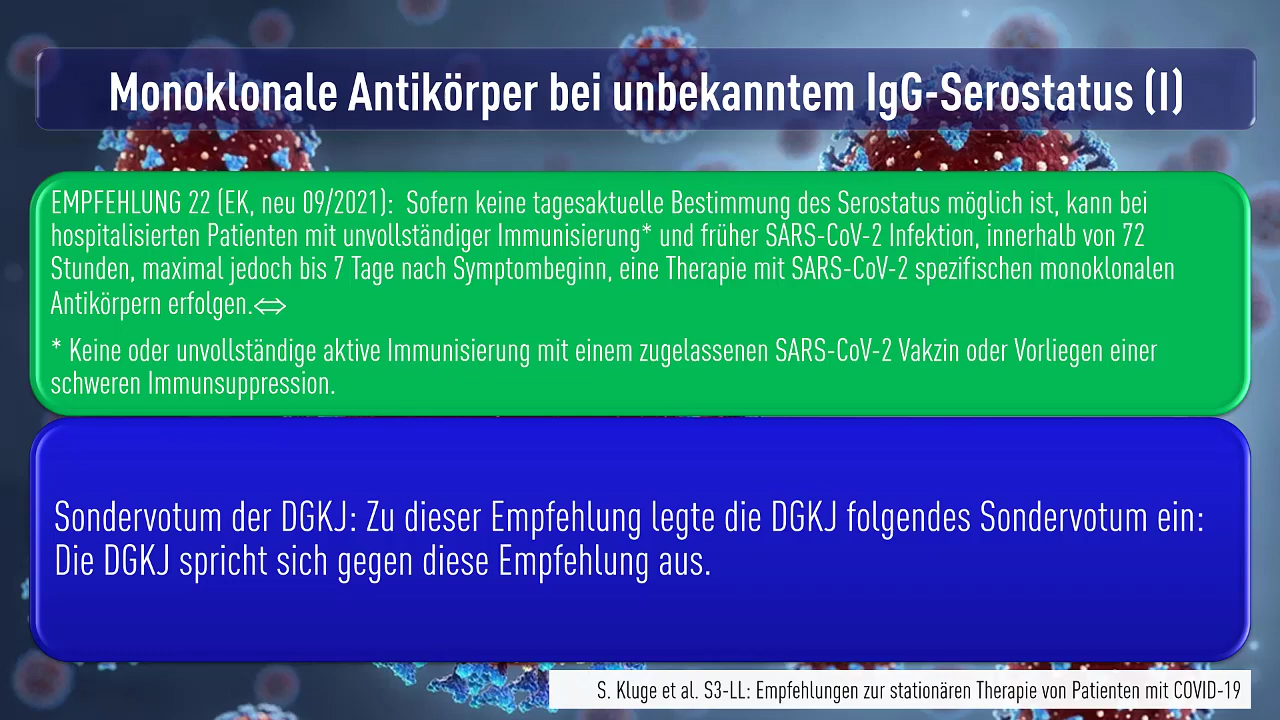 Monoklonale Antikörper bei unbekanntem IgG-Serostatus (I)
EMPFEHLUNG 22 (EK, neu 09/2021): Sofern keine tagesaktuelle Bestimmung des Serostatus möglich ist, kann bei
hospitalisierten Patienten mit unvollständiger Immunisierung* und früher SARS-CoV-2 Infektion, innerhalb von 72
Stunden, maximal jedoch bis 7 Tage nach Symptombeginn, eine Therapie mit SARS-CoV-2 spezifischen monoklonalen
Antikörpern erfolgen.⇔
* Keine oder unvollständige aktive Immunisierung mit einem zugelassenen SARS-CoV-2 Vakzin oder Vorliegen einer
schweren Immunsuppression.
Sondervotum der DGKJ: Zu dieser Empfehlung legte die DGKJ folgendes Sondervotum ein:
Die DGKJ spricht sich gegen diese Empfehlung aus.
S. Kluge et al. S3-LL: Empfehlungen zur stationären Therapie von Patienten mit COVID-19